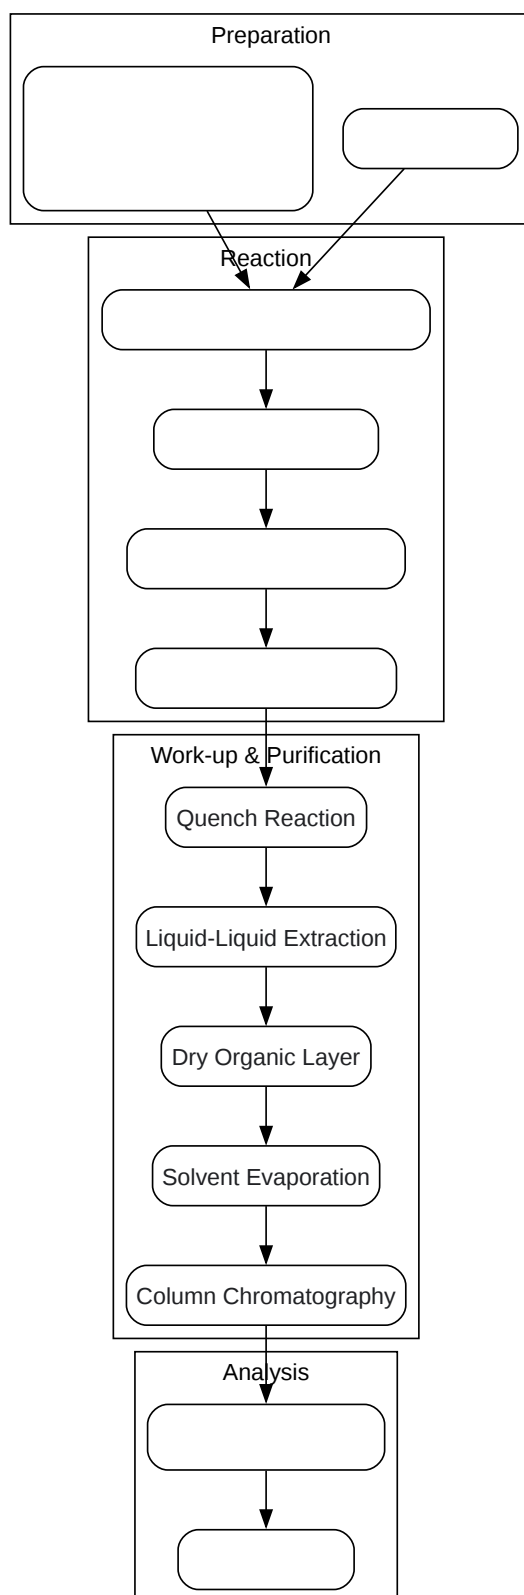 Preparation
Reaction
Work-up & Purification
Quench Reaction
Liquid-Liquid Extraction
Dry Organic Layer
Solvent Evaporation
Column Chromatography
Analysis